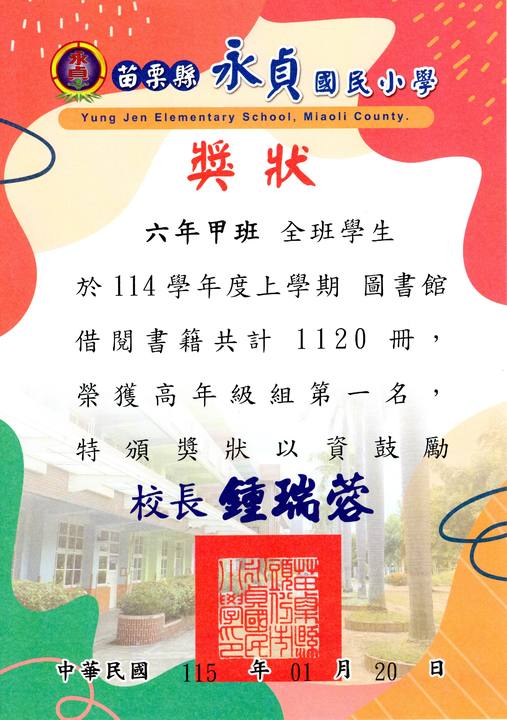 永貞
苗栗縣 永貞 國民小學
Yung Jen Elementary School, Miaoli County.
獎狀
六年甲班 全班學生
於114學年度上學期 圖書館
借閱書籍共計 1120 冊，
榮獲高年級組第一名，
特頒獎狀以資鼓勵
校長 鍾瑞蓉
中華民國 115 年 01 月 20 日